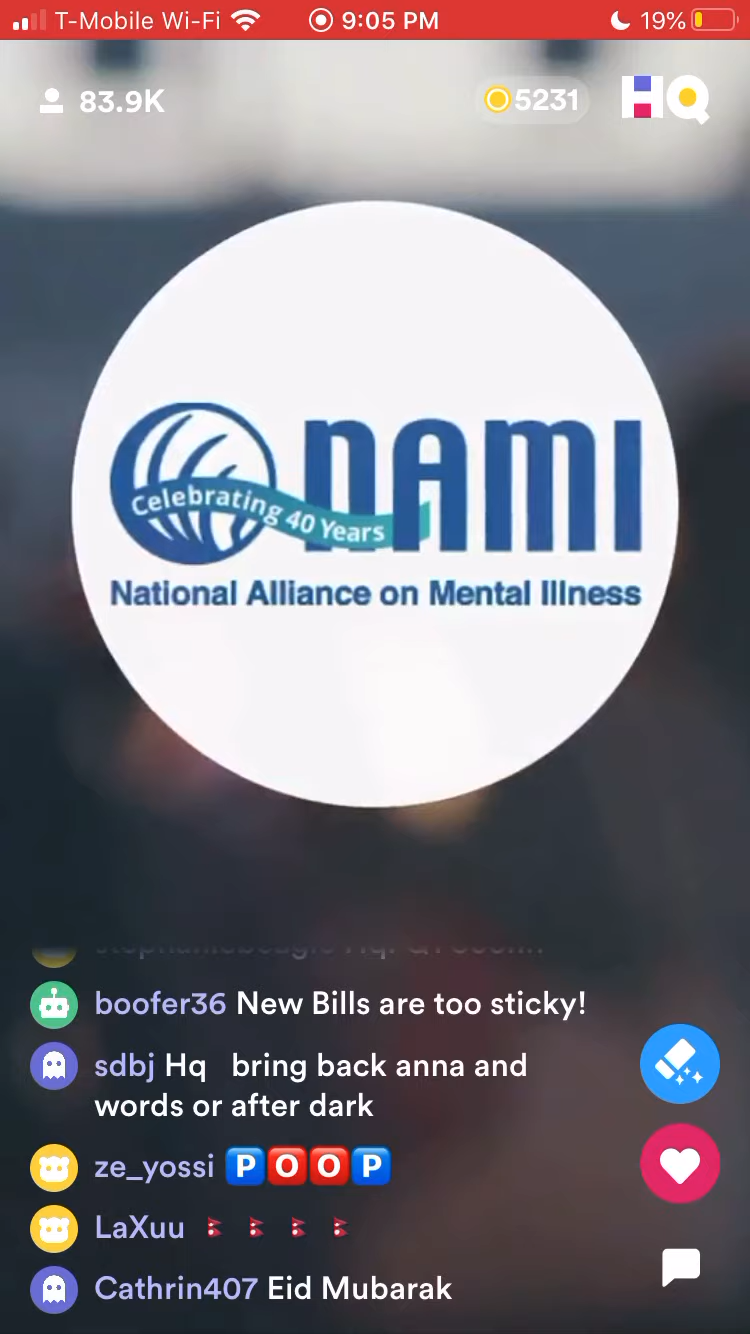 T-Mobile Wi-Fi 9:05 PM 19%
83.9K 5231 HQ
Celebrating 40 Years
nAMI
National Alliance on Mental Illness
boofer36 New Bills are too sticky!
sdbj Hq bring back anna and
words or after dark
ze_yossi 🅿️🅾️🅾️🅿️
LaXuu 🇳🇵 🇳🇵 🇳🇵 🇳🇵
Cathrin407 Eid Mubarak